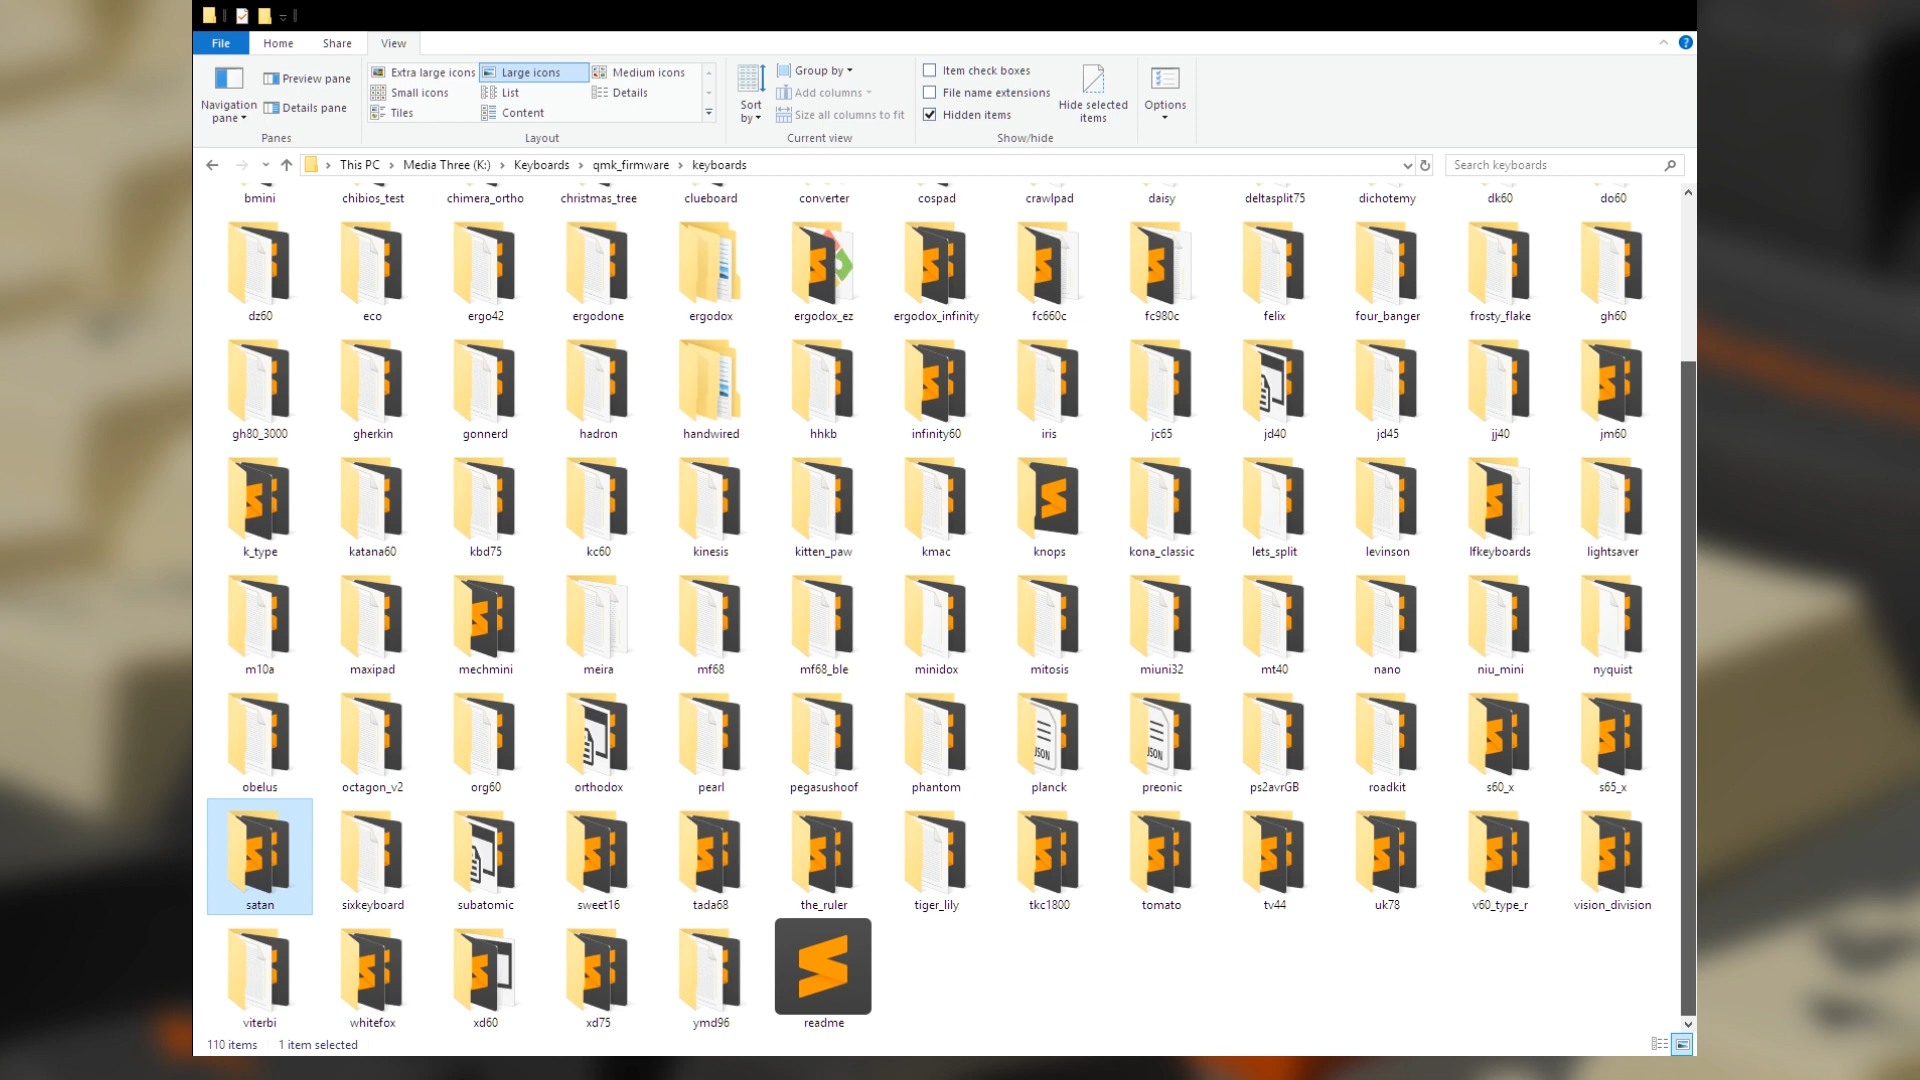 File Home Share View
Navigation pane
Preview pane
Details pane
Panes
Extra large icons Large icons Medium icons
Small icons List Details
Tiles Content
Layout
Sort by
Group by
Add columns
Size all columns to fit
Current view
Item check boxes
File name extensions
Hidden items
Hide selected items
Show/hide
Options
This PC Media Three (K:) Keyboards qmk_firmware keyboards
Search keyboards
bmini chibios_test chimera_ortho christmas_tree clueboard converter cospad crawlpad daisy deltasplit75 dichotemy dk60 do60
dz60 eco ergo42 ergodone ergodox ergodox_ez ergodox_infinity fc660c fc980c felix four_banger frosty_flake gh60
gh80_3000 gherkin gonnerd hadron handwired hhkb infinity60 iris jc65 jd40 jd45 jj40 jm60
k_type katana60 kbd75 kc60 kinesis kitten_paw kmac knops kona_classic lets_split levinson lfkeyboards lightsaver
m10a maxipad mechmini meira mf68 mf68_ble minidox mitosis miuni32 mt40 nano niu_mini nyquist
JSON JSON
obelus octagon_v2 org60 orthodox pearl pegasushoof phantom planck preonic ps2avrGB roadkit s60_x s65_x
satan sixkeyboard subatomic sweet16 tada68 the_ruler tiger_lily tkc1800 tomato tv44 uk78 v60_type_r vision_division
viterbi whitefox xd60 xd75 ymd96 readme
110 items 1 item selected